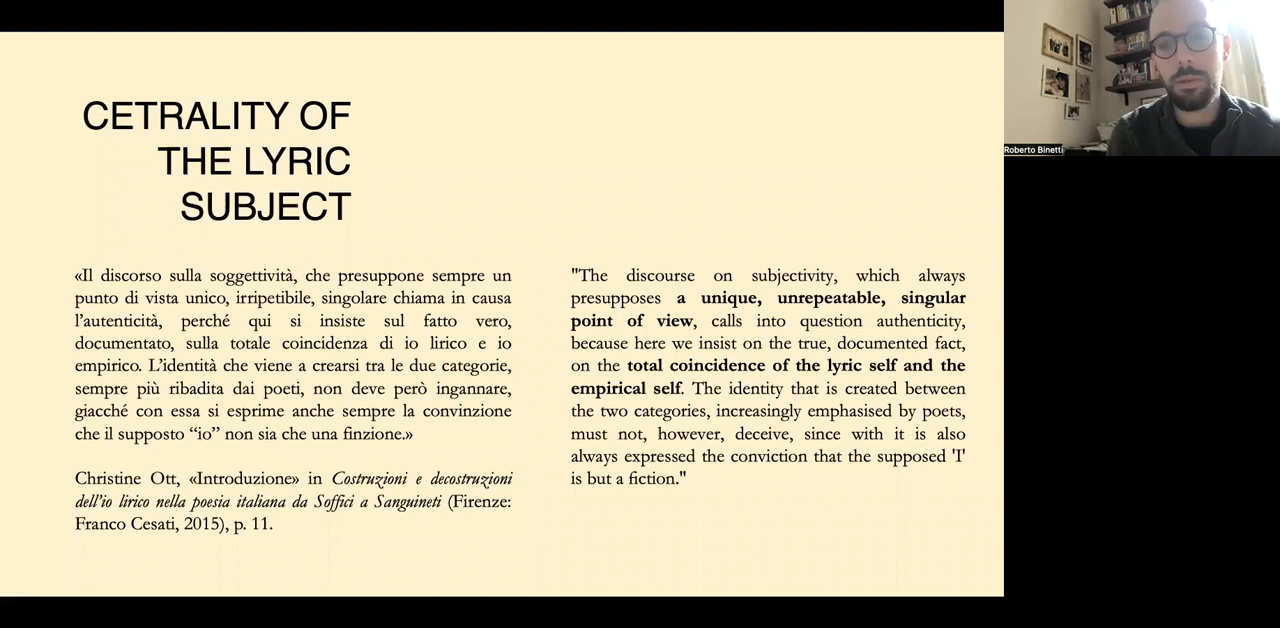 CETRALITY OF
THE LYRIC
SUBJECT
«Il discorso sulla soggettività, che presuppone sempre un
punto di vista unico, irripetibile, singolare chiama in causa
l’autenticità, perché qui si insiste sul fatto vero,
documentato, sulla totale coincidenza di io lirico e io
empirico. L’identità che viene a crearsi tra le due categorie,
sempre più ribadita dai poeti, non deve però ingannare,
giacché con essa si esprime anche sempre la convinzione
che il supposto “io” non sia che una finzione.»
Christine Ott, «Introduzione» in Costruzioni e decostruzioni
dell’io lirico nella poesia italiana da Soffici a Sanguineti (Firenze:
Franco Cesati, 2015), p. 11.
"The discourse on subjectivity, which always
presupposes a unique, unrepeatable, singular
point of view, calls into question authenticity,
because here we insist on the true, documented fact,
on the total coincidence of the lyric self and the
empirical self. The identity that is created between
the two categories, increasingly emphasised by poets,
must not, however, deceive, since with it is also
always expressed the conviction that the supposed 'I'
is but a fiction."
Roberto Binetti